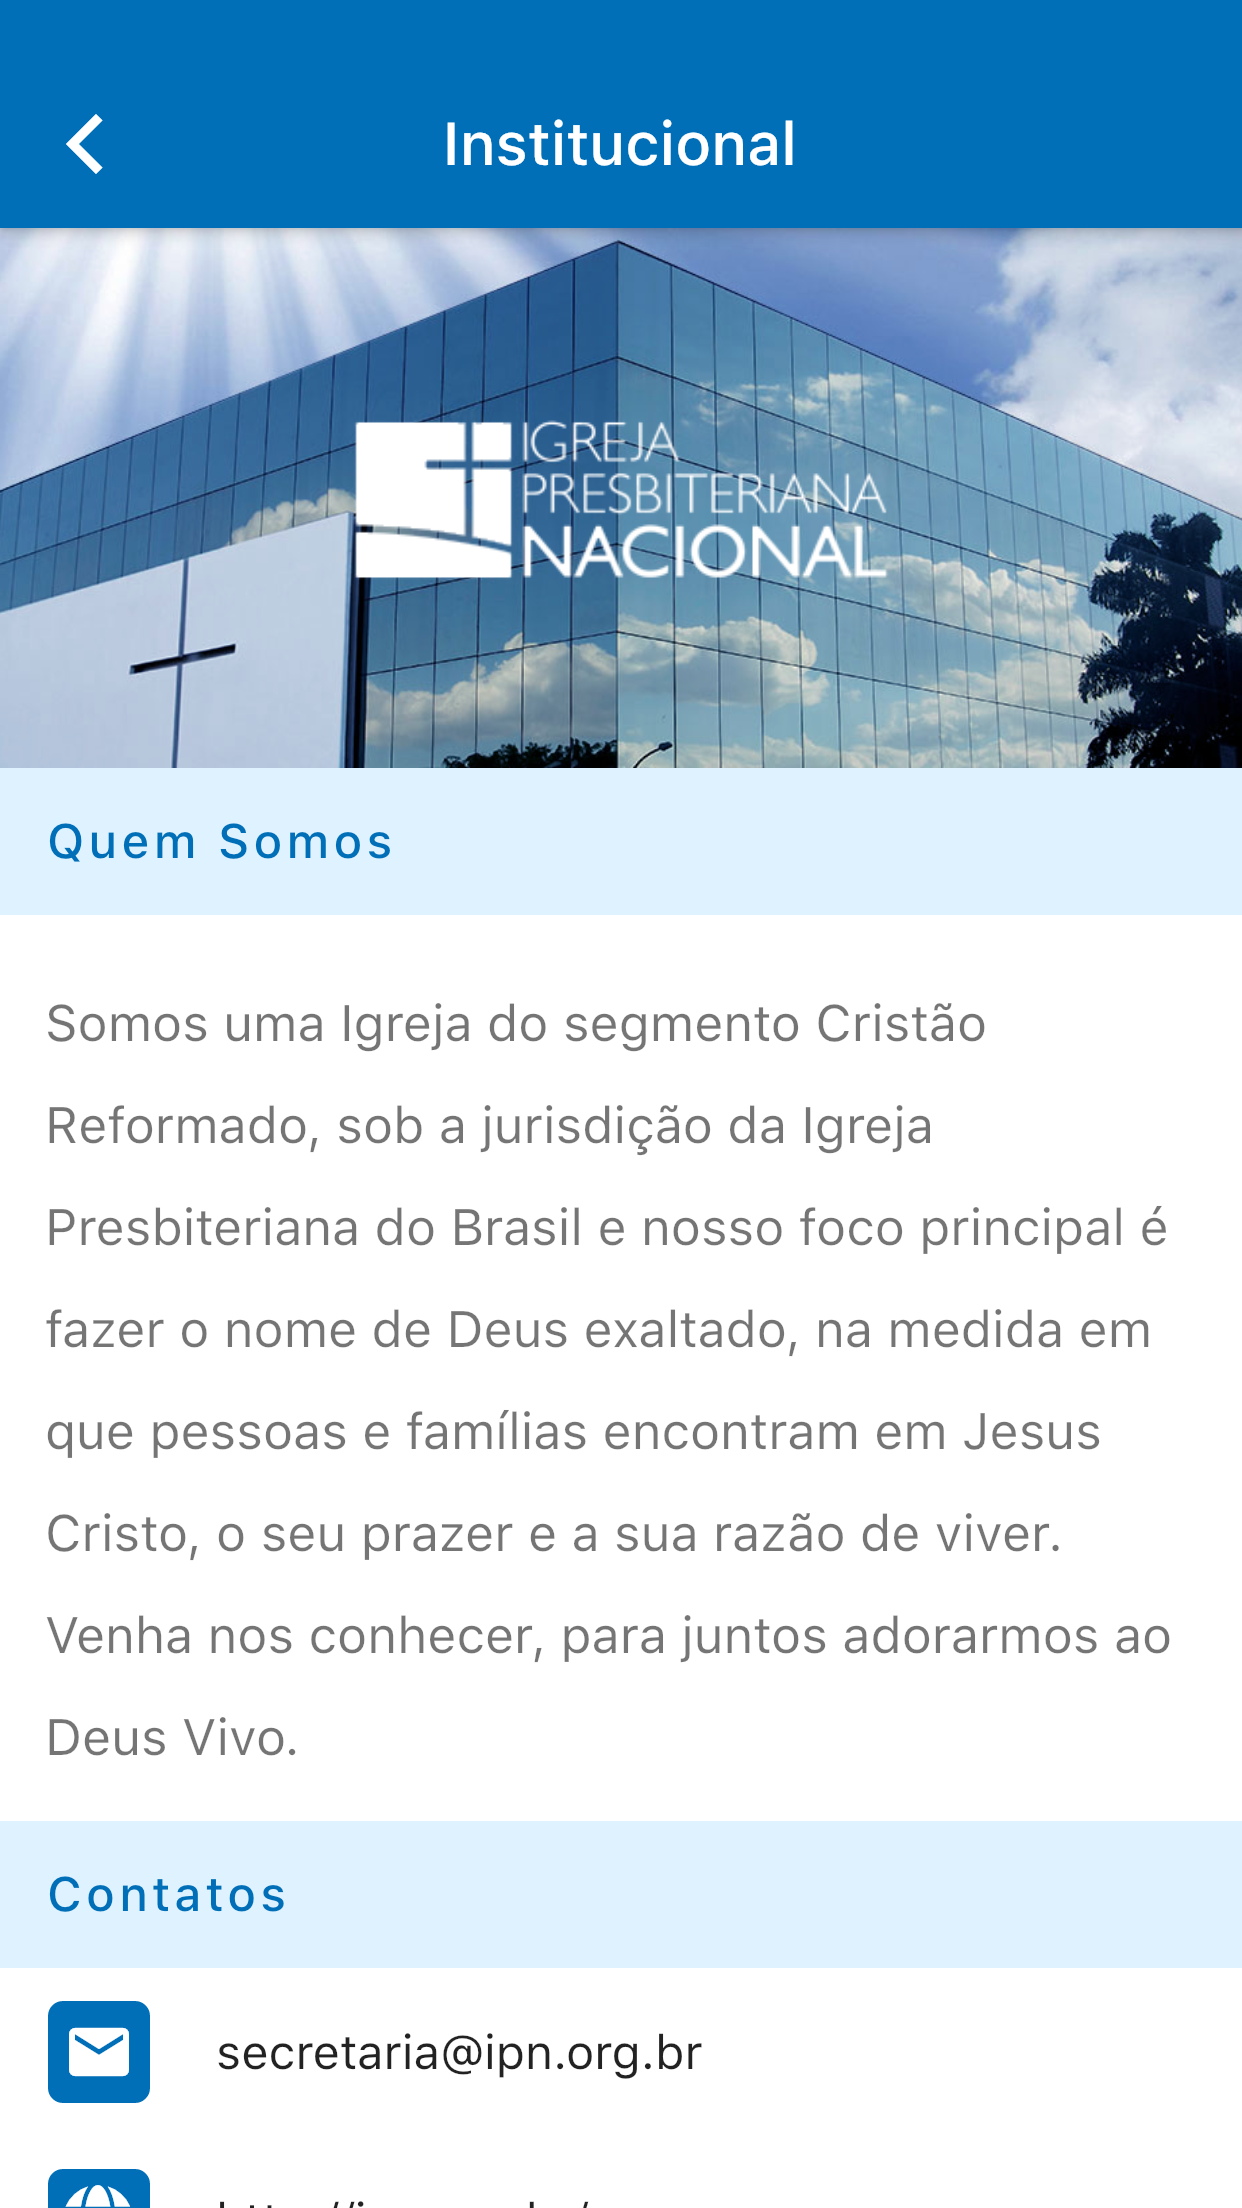 Institucional
IGREJA
PRESBITERIANA
NACIONAL
Quem Somos
Somos uma Igreja do segmento Cristão
Reformado, sob a jurisdição da Igreja
Presbiteriana do Brasil e nosso foco principal é
fazer o nome de Deus exaltado, na medida em
que pessoas e famílias encontram em Jesus
Cristo, o seu prazer e a sua razão de viver.
Venha nos conhecer, para juntos adorarmos ao
Deus Vivo.
Contatos
secretaria@ipn.org.br